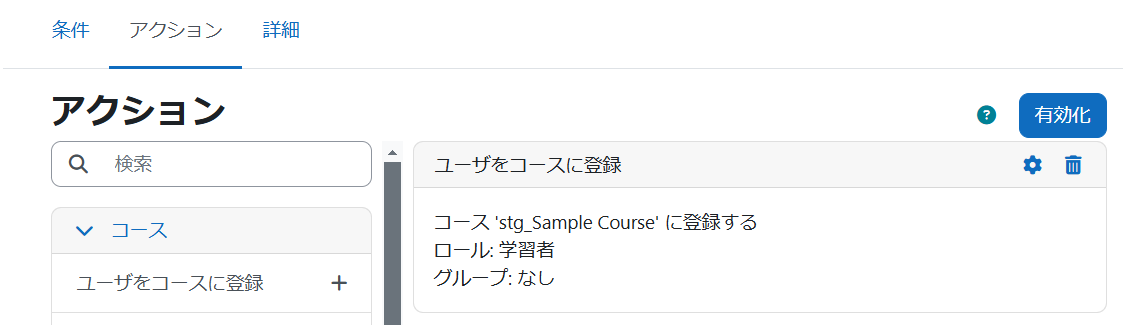 条件 アクション 詳細
アクション
? 有効化
検索
ユーザをコースに登録
コース 'stg_Sample Course' に登録する
ロール: 学習者
グループ: なし
コース
ユーザをコースに登録 +